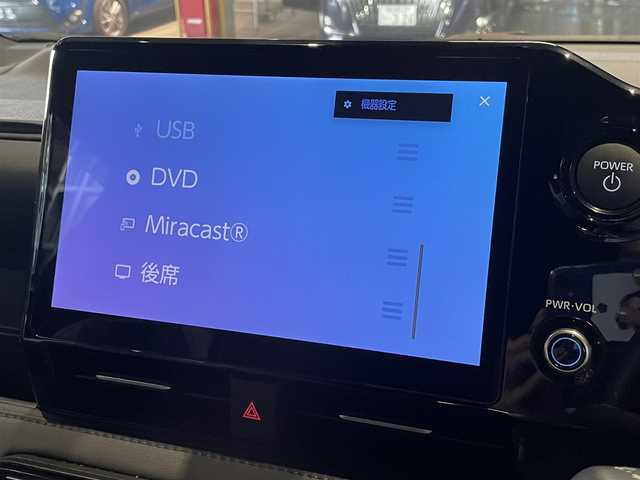 機器設定
USB
DVD
Miracast®
後席
POWER
PWR·VOL